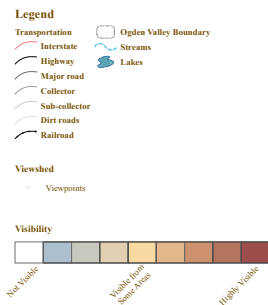 Legend
Transportation
Interstate
Highway
Major road
Collector
Sub-collector
Dirt roads
Railroad
Ogden Valley Boundary
Streams
Lakes
Viewshed
Viewpoints
Visibility
Not Visible
Visible from
Some Areas
Highly Visible